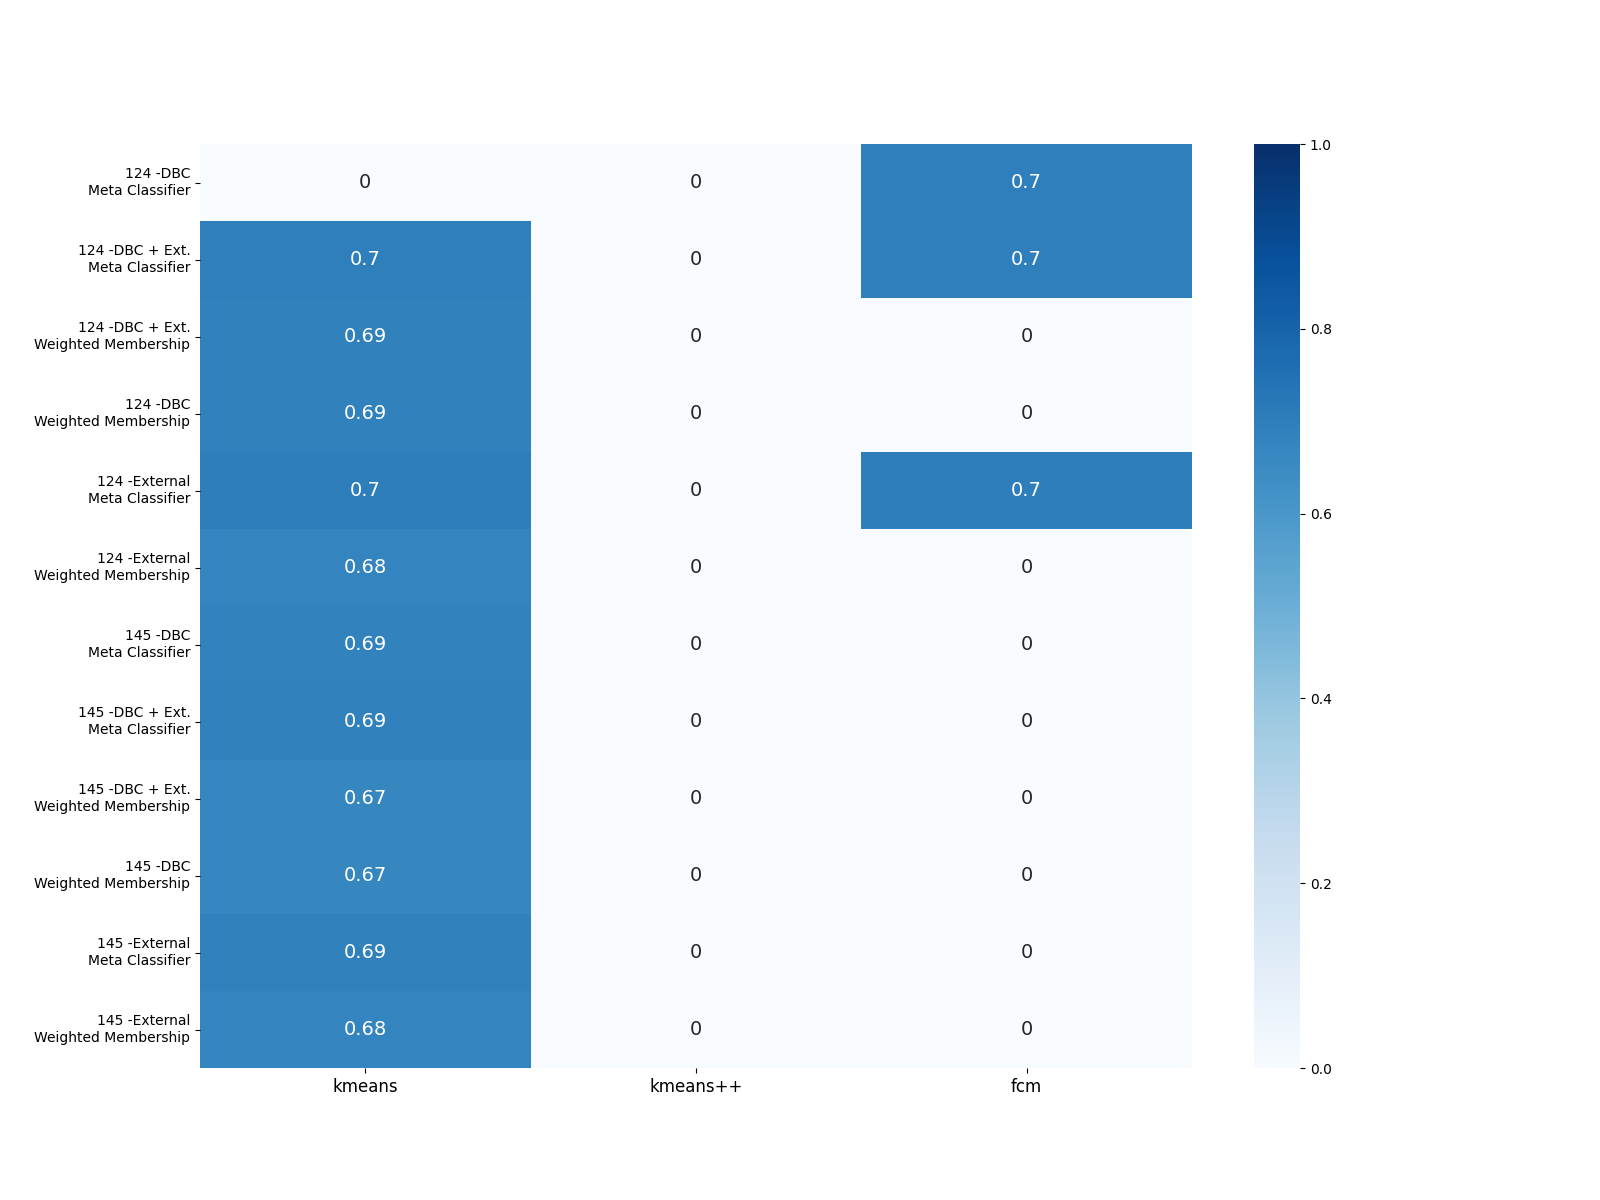 124 -DBC
Meta Classifier
0
0
0.7
124 -DBC + Ext.
Meta Classifier
0.7
0
0.7
124 -DBC + Ext.
Weighted Membership
0.69
0
0
124 -DBC
Weighted Membership
0.69
0
0
124 -External
Meta Classifier
0.7
0
0.7
124 -External
Weighted Membership
0.68
0
0
145 -DBC
Meta Classifier
0.69
0
0
145 -DBC + Ext.
Meta Classifier
0.69
0
0
145 -DBC + Ext.
Weighted Membership
0.67
0
0
145 -DBC
Weighted Membership
0.67
0
0
145 -External
Meta Classifier
0.69
0
0
145 -External
Weighted Membership
0.68
0
0
kmeans
kmeans++
fcm
1.0
0.8
0.6
0.4
0.2
0.0